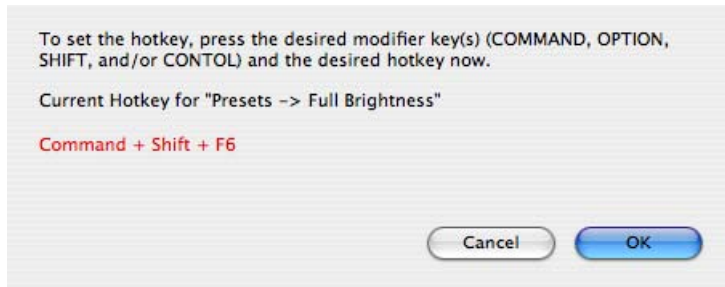 To set the hotkey, press the desired modifier key(s) (COMMAND, OPTION,
SHIFT, and/or CONTOL) and the desired hotkey now.
Current Hotkey for "Presets -> Full Brightness"
Command + Shift + F6
Cancel
OK